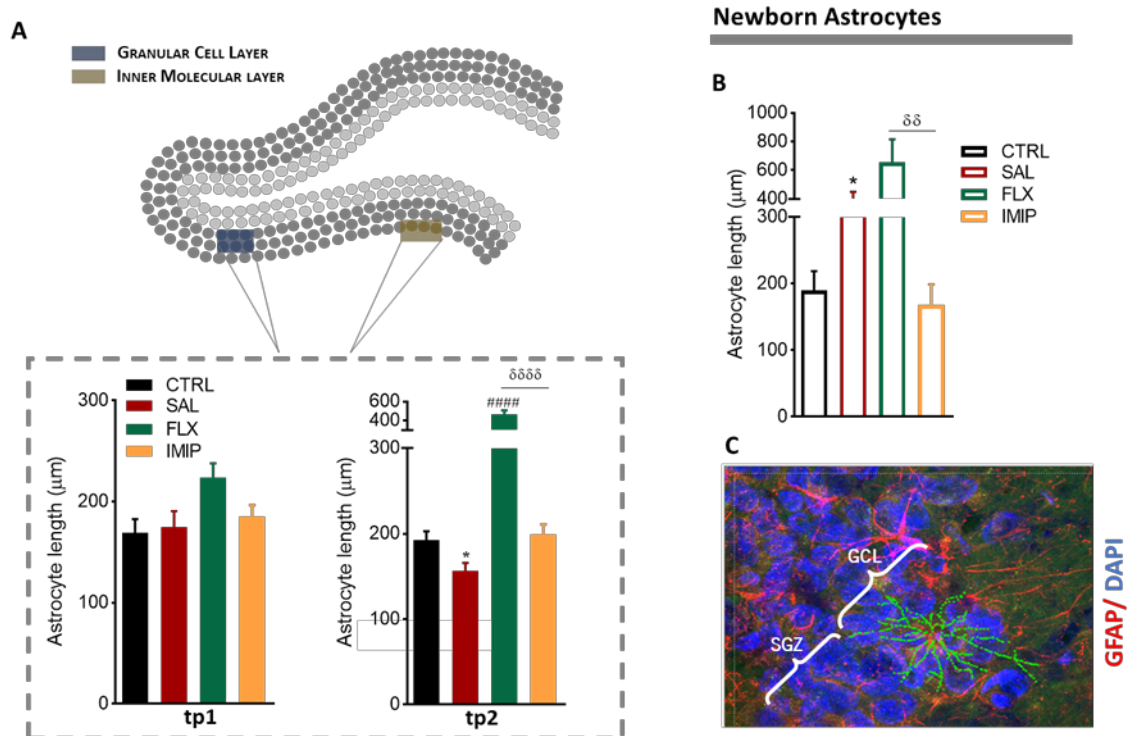 Newborn Astrocytes
A
GRANULAR CELL LAYER
INNER MOLECULAR LAYER
B
Astrocyte length (μm)
1000
800
600
400
300
200
100
0
*
δδ
CTRL
SAL
FLX
IMIP
Astrocyte length (μm)
300
200
100
0
CTRL
SAL
FLX
IMIP
tp1
Astrocyte length (μm)
600
400
300
200
100
0
*
####
δδδδ
tp2
C
GCL
SGZ
GFAP/ DAPI